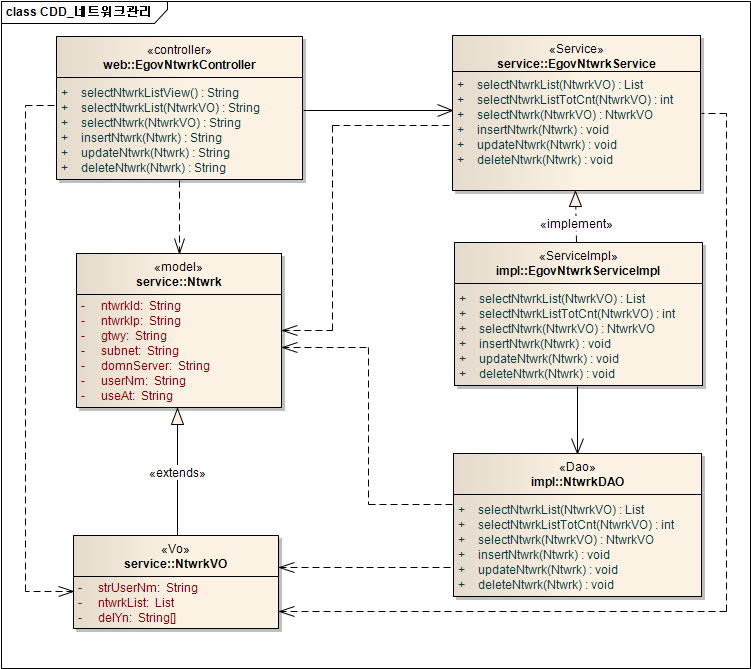 class CDD_네트워크관리
«controller»
web::EgovNtwrkController
+ selectNtwrkListView() : String
+ selectNtwrkList(NtwrkVO) : String
+ selectNtwrk(NtwrkVO) : String
+ insertNtwrk(Ntwrk) : String
+ updateNtwrk(Ntwrk) : String
+ deleteNtwrk(Ntwrk) : String
«Service»
service::EgovNtwrkService
+ selectNtwrkList(NtwrkVO) : List
+ selectNtwrkListTotCnt(NtwrkVO) : int
+ selectNtwrk(NtwrkVO) : NtwrkVO
+ insertNtwrk(Ntwrk) : void
+ updateNtwrk(Ntwrk) : void
+ deleteNtwrk(Ntwrk) : void
«implement»
«model»
service::Ntwrk
- ntwrkId: String
- ntwrkIp: String
- gtwy: String
- subnet: String
- domnServer: String
- userNm: String
- useAt: String
«ServiceImpl»
impl::EgovNtwrkServiceImpl
+ selectNtwrkList(NtwrkVO) : List
+ selectNtwrkListTotCnt(NtwrkVO) : int
+ selectNtwrk(NtwrkVO) : NtwrkVO
+ insertNtwrk(Ntwrk) : void
+ updateNtwrk(Ntwrk) : void
+ deleteNtwrk(Ntwrk) : void
«extends»
«Dao»
impl::NtwrkDAO
+ selectNtwrkList(NtwrkVO) : List
+ selectNtwrkListTotCnt(NtwrkVO) : int
+ selectNtwrk(NtwrkVO) : NtwrkVO
+ insertNtwrk(Ntwrk) : void
+ updateNtwrk(Ntwrk) : void
+ deleteNtwrk(Ntwrk) : void
«Vo»
service::NtwrkVO
- strUserNm: String
- ntwrkList: List
- delYn: String[]